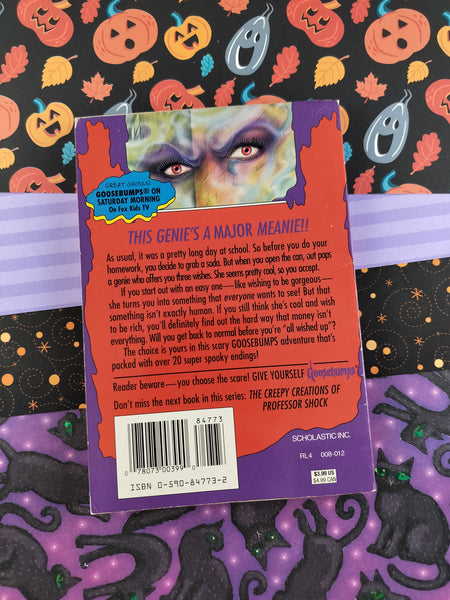 GREAT GHOULS!
GOOSEBUMPS® ON
SATURDAY MORNING
On Fox Kids TV
THIS GENIE'S A MAJOR MEANIE!!
As usual, it was a pretty long day at school. So before you do your
homework, you decide to grab a soda. But when you open the can, out pops
a genie who offers you three wishes. She seems pretty cool, so you accept.
If you start out with an easy one—like wishing to be gorgeous—
she turns you into something that everyone wants to see! But that
something isn't exactly human. If you still think she's cool and wish
to be rich, you'll definitely find out the hard way that money isn't
everything. Will you get back to normal before you're "all wished up"?
The choice is yours in this scary GOOSEBUMPS adventure that's
packed with over 20 super spooky endings!
Reader beware—you choose the scare! GIVE YOURSELF Goosebumps
Don't miss the next book in this series: THE CREEPY CREATIONS OF
PROFESSOR SHOCK
84773
0 78073 00399 0
ISBN 0-590-84773-2
SCHOLASTIC INC.
RL4 008-012
$3.99 US
$4.99 CAN